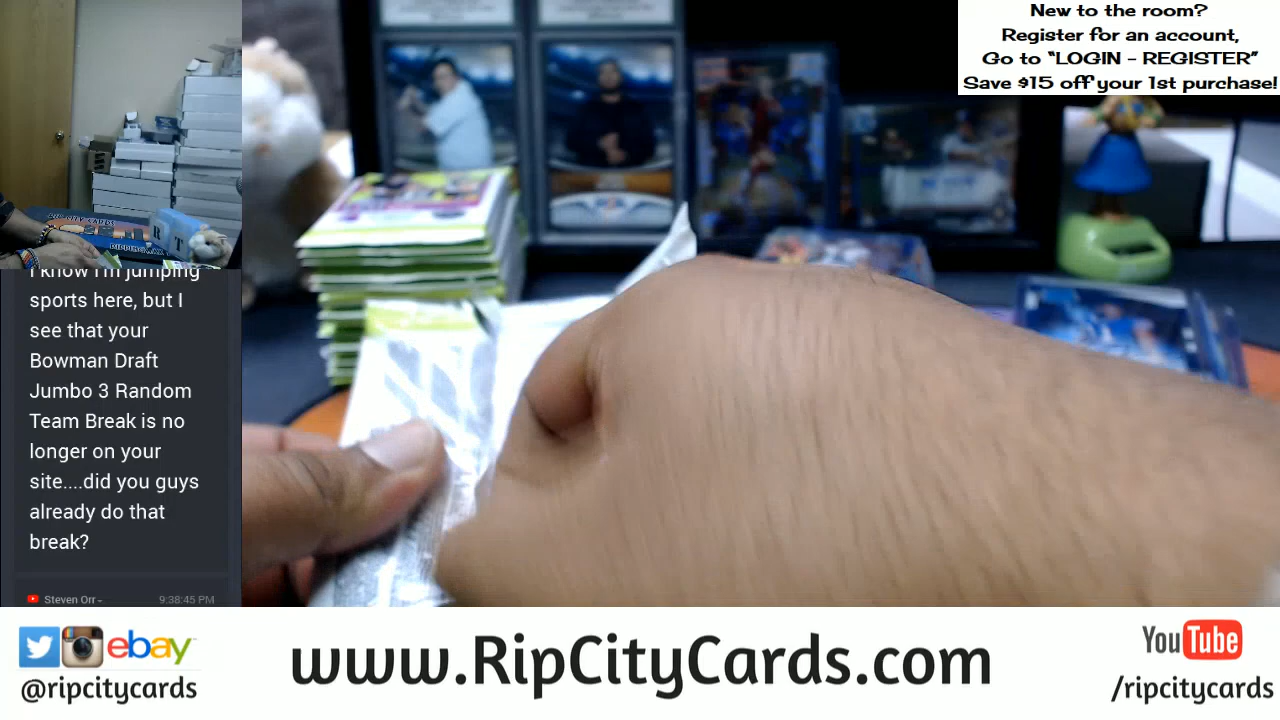 New to the room?
Register for an account,
Go to "LOGIN - REGISTER"
Save $15 off your 1st purchase!
RIP CITY CARDS
R
T
I know I'm jumping
sports here, but I
see that your
Bowman Draft
Jumbo 3 Random
Team Break is no
longer on your
site....did you guys
already do that
break?
Steven Orr
9:38:45 PM
ebay
@ripcitycards
www.RipCityCards.com
YouTube
/ripcitycards